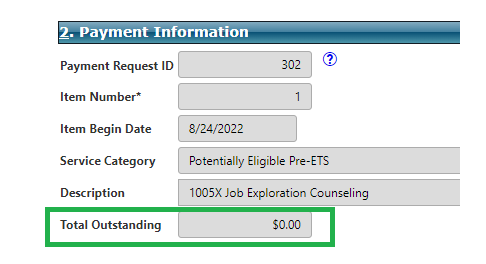 2. Payment Information
Payment Request ID 302 ?
Item Number* 1
Item Begin Date 8/24/2022
Service Category Potentially Eligible Pre-ETS
Description 1005X Job Exploration Counseling
Total Outstanding $0.00